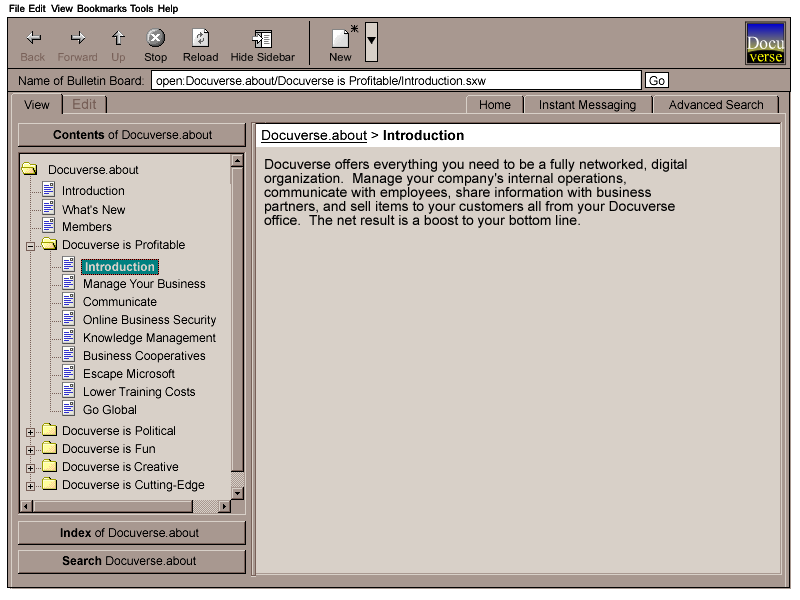 File Edit View Bookmarks Tools Help
Back Forward Up Stop Reload Hide Sidebar New
Docu
verse
Name of Bulletin Board: open:Docuverse.about/Docuverse is Profitable/Introduction.sxw Go
View Edit Home Instant Messaging Advanced Search
Contents of Docuverse.about
Docuverse.about
Introduction
What's New
Members
Docuverse is Profitable
Introduction
Manage Your Business
Communicate
Online Business Security
Knowledge Management
Business Cooperatives
Escape Microsoft
Lower Training Costs
Go Global
Docuverse is Political
Docuverse is Fun
Docuverse is Creative
Docuverse is Cutting-Edge
Index of Docuverse.about
Search Docuverse.about
Docuverse.about > Introduction
Docuverse offers everything you need to be a fully networked, digital
organization. Manage your company's internal operations,
communicate with employees, share information with business
partners, and sell items to your customers all from your Docuverse
office. The net result is a boost to your bottom line.